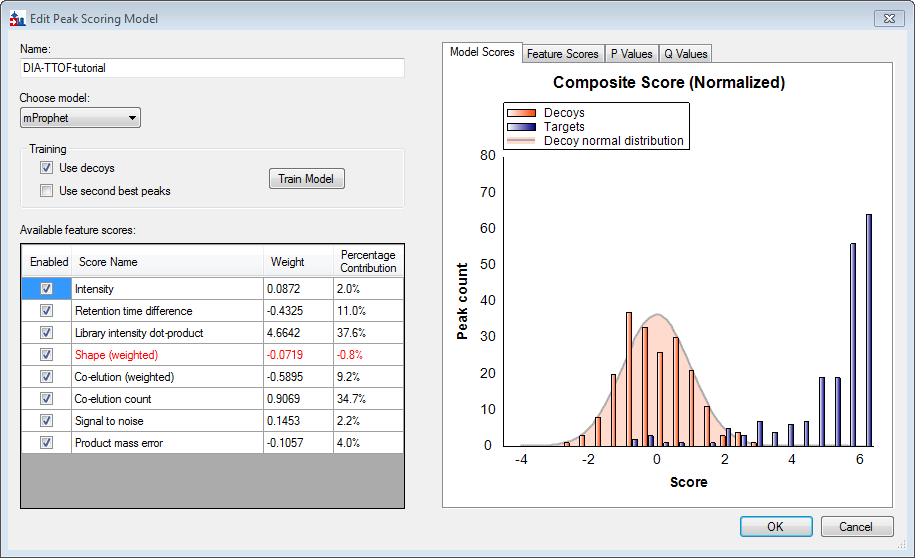 Edit Peak Scoring Model
Name:
DIA-TTOF-tutorial
Choose model:
mProphet
Training
Use decoys
Use second best peaks
Train Model
Available feature scores:
Enabled Score Name Weight Percentage Contribution
Intensity 0.0872 2.0%
Retention time difference -0.4325 11.0%
Library intensity dot-product 4.6642 37.6%
Shape (weighted) -0.0719 -0.8%
Co-elution (weighted) -0.5895 9.2%
Co-elution count 0.9069 34.7%
Signal to noise 0.1453 2.2%
Product mass error -0.1057 4.0%
Model Scores Feature Scores P Values Q Values
Composite Score (Normalized)
Decoys
Targets
Decoy normal distribution
80
70
60
50
40
30
20
10
0
Peak count
-4 -2 0 2 4 6
Score
OK Cancel